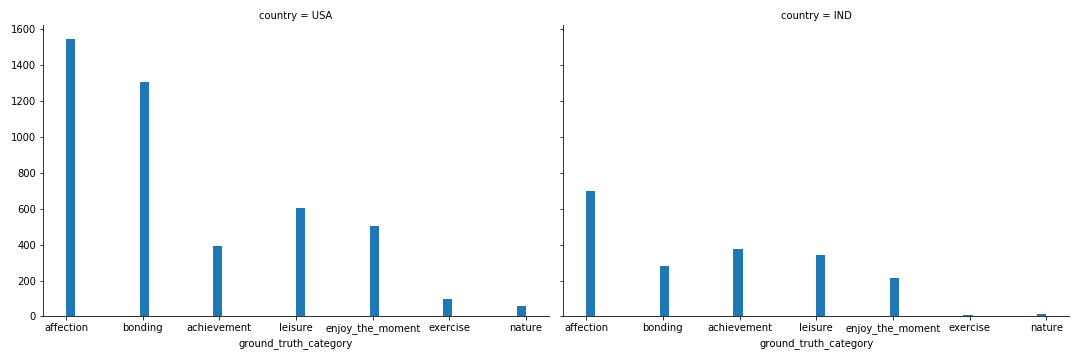 country = USA
country = IND
1600
1400
1200
1000
800
600
400
200
0
affection bonding achievement leisure enjoy_the_moment exercise nature
affection bonding achievement leisure enjoy_the_moment exercise nature
ground_truth_category
ground_truth_category